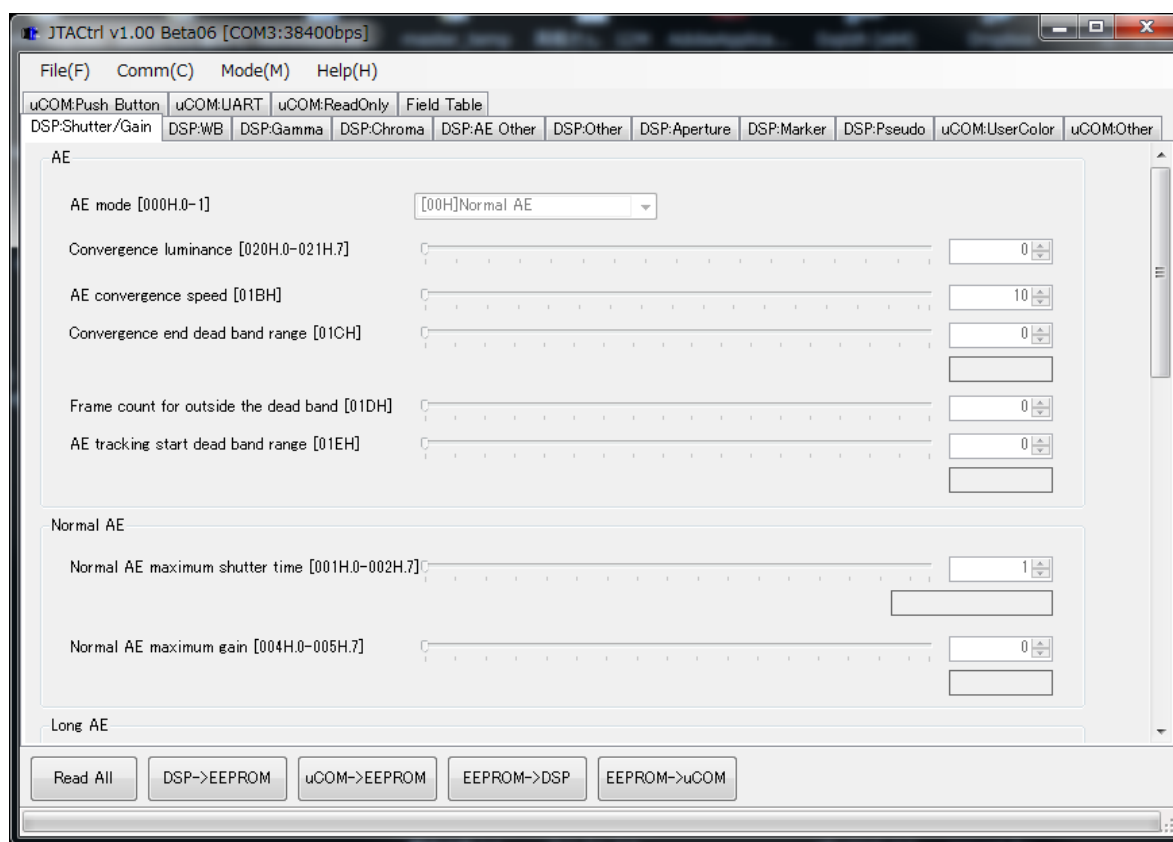 JTACtrl v1.00 Beta06 [COM3:38400bps]
File(F) Comm(C) Mode(M) Help(H)
uCOM:Push Button uCOM:UART uCOM:ReadOnly Field Table
DSP:Shutter/Gain DSP:WB DSP:Gamma DSP:Chroma DSP:AE Other DSP:Other DSP:Aperture DSP:Marker DSP:Pseudo uCOM:UserColor uCOM:Other
AE
AE mode [000H.0-1] [00H]Normal AE
Convergence luminance [020H.0-021H.7] 0
AE convergence speed [01BH] 10
Convergence end dead band range [01CH] 0
Frame count for outside the dead band [01DH] 0
AE tracking start dead band range [01EH] 0
Normal AE
Normal AE maximum shutter time [001H.0-002H.7] 1
Normal AE maximum gain [004H.0-005H.7] 0
Long AE
Read All DSP->EEPROM uCOM->EEPROM EEPROM->DSP EEPROM->uCOM